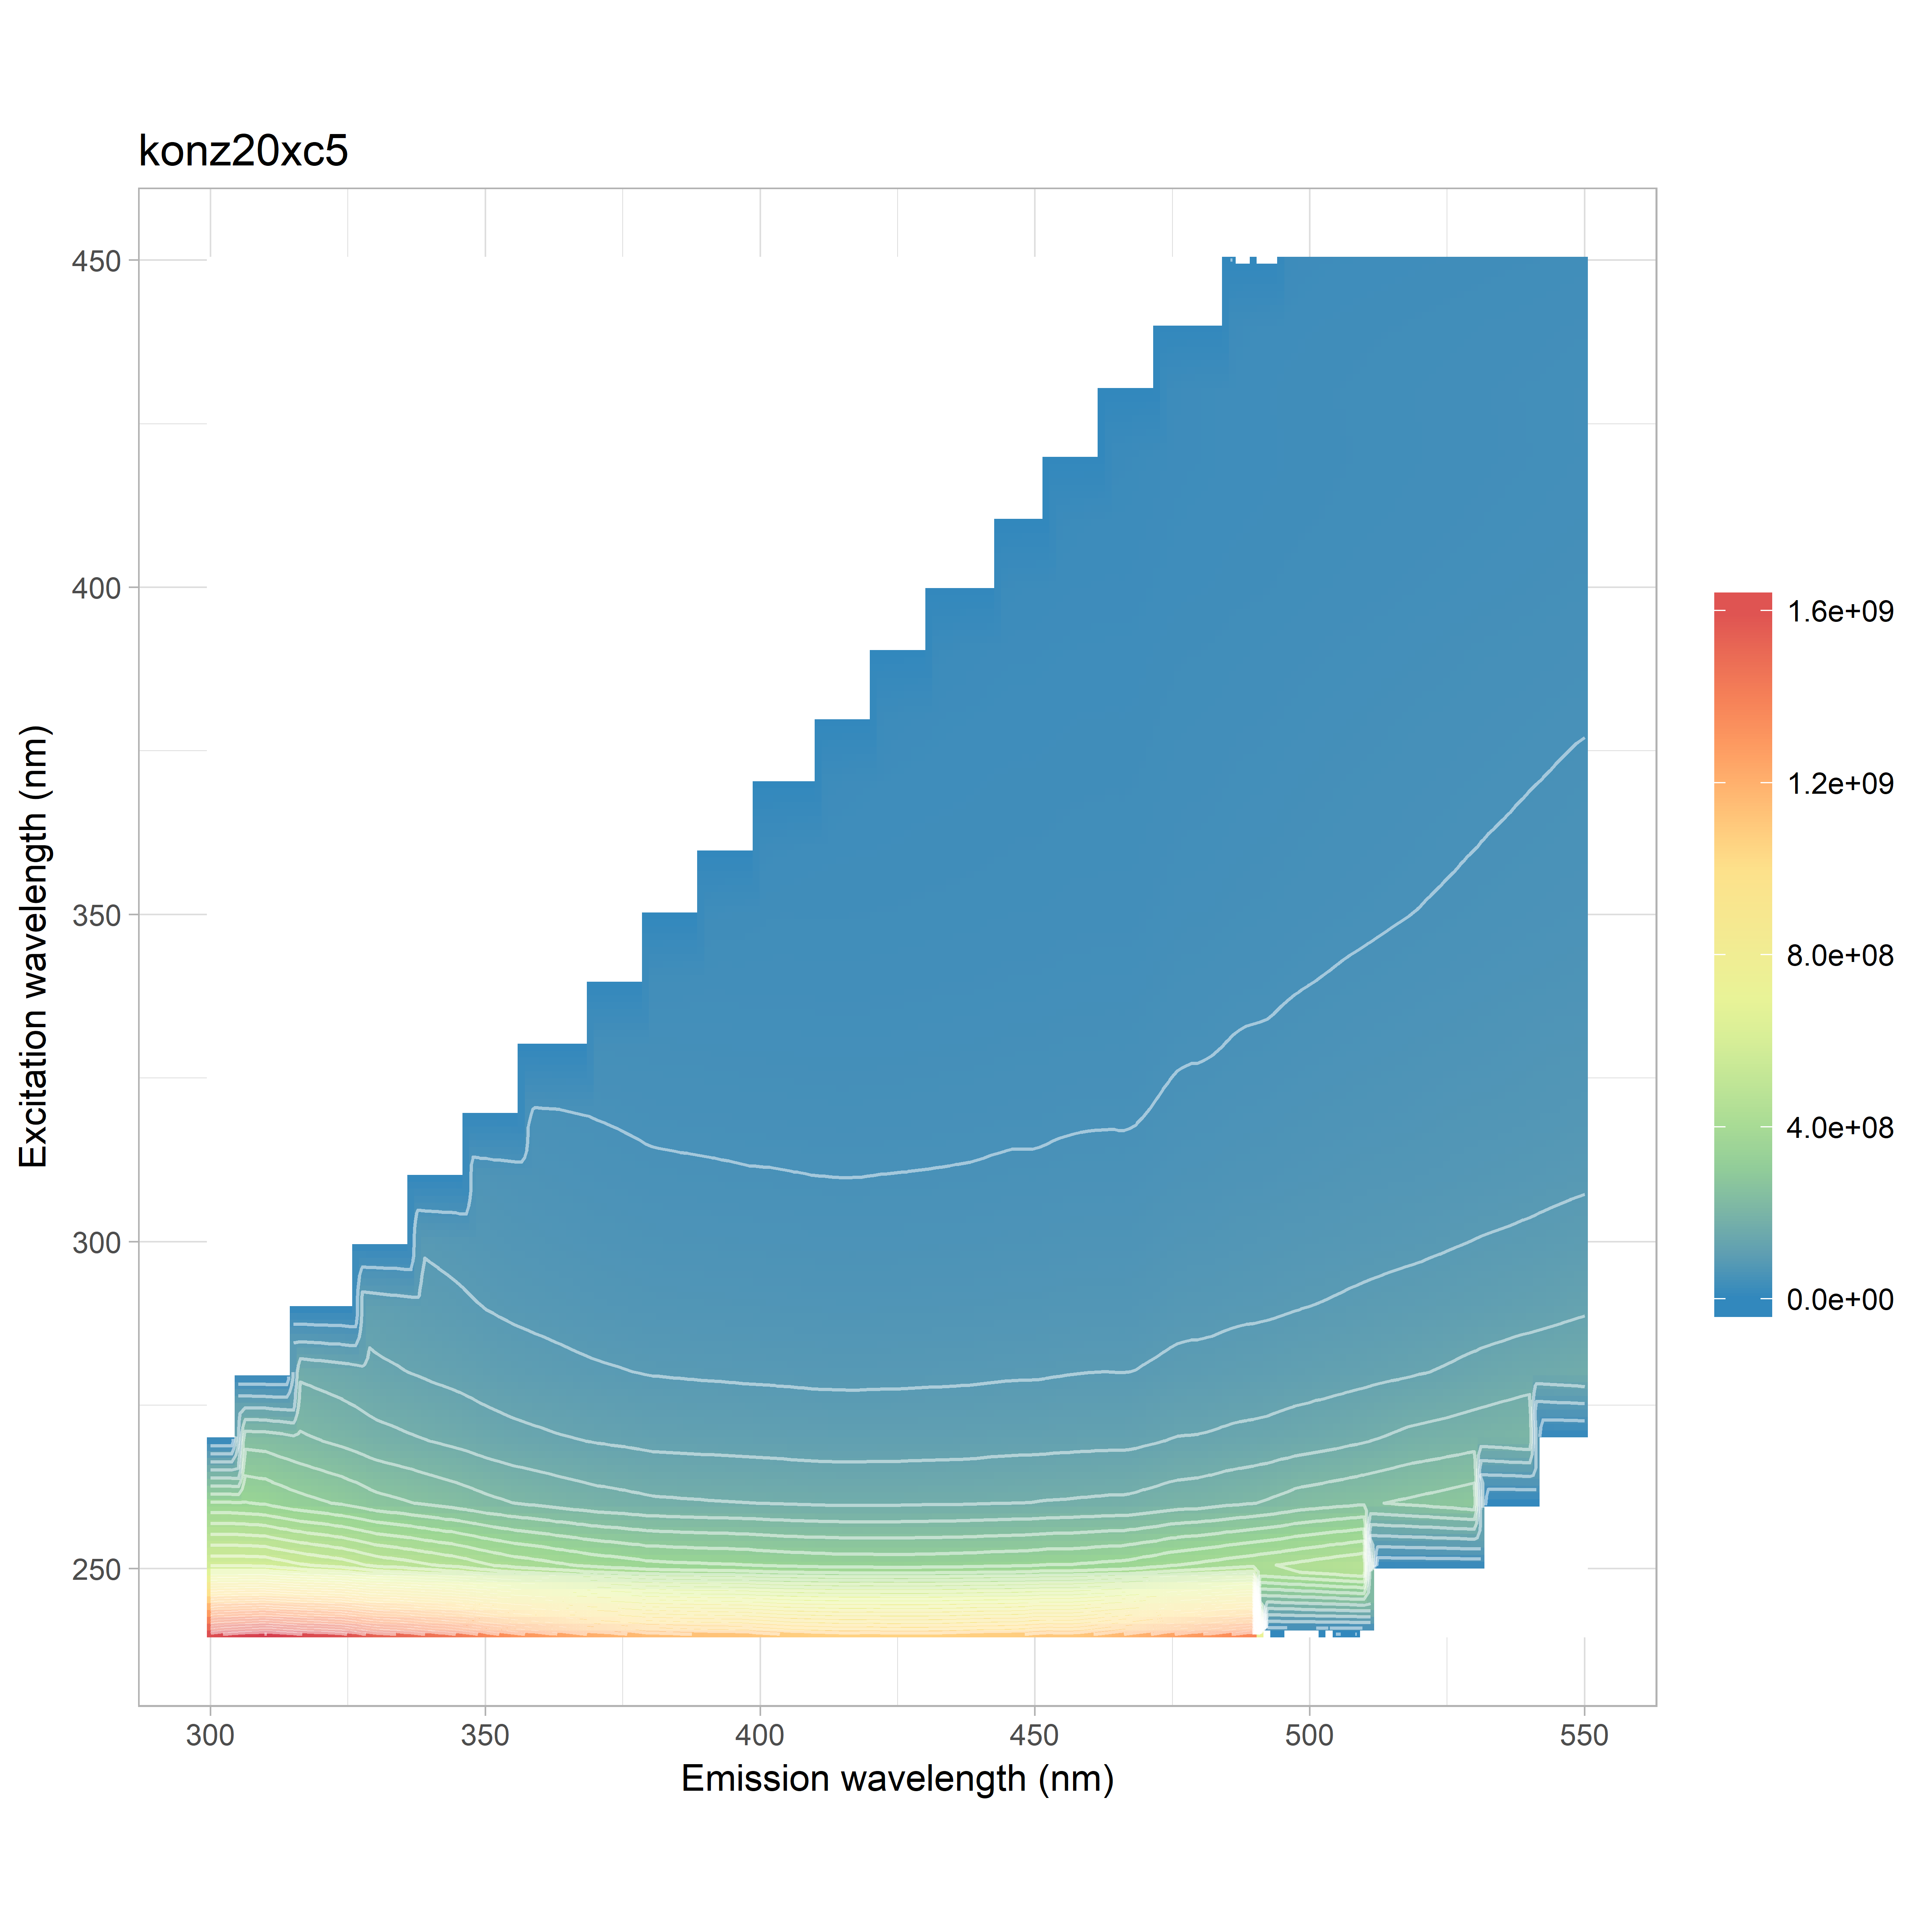 konz20xc5
Excitation wavelength (nm)
450
400
350
300
250
300 350 400 450 500 550
Emission wavelength (nm)
1.6e+09
1.2e+09
8.0e+08
4.0e+08
0.0e+00